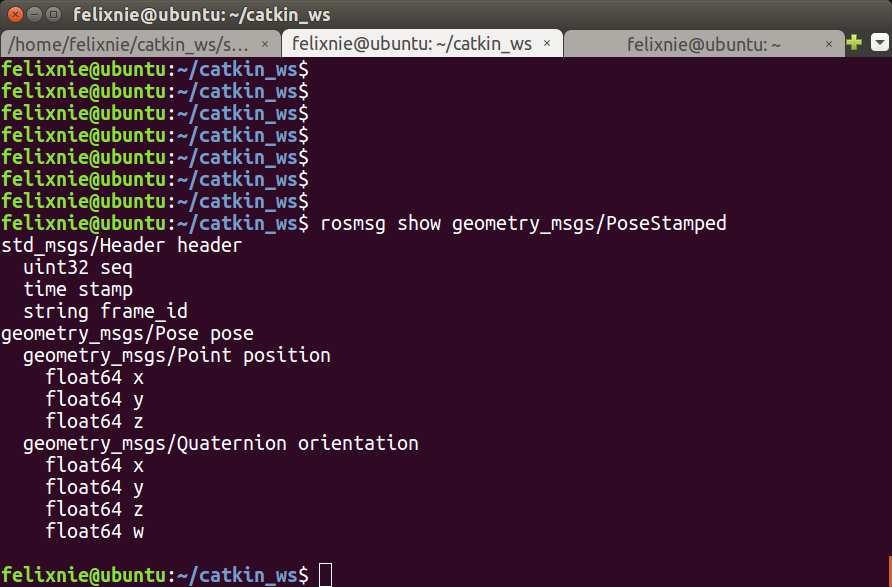 felixnie@ubuntu: ~/catkin_ws
/home/felixnie/catkin_ws/s… × felixnie@ubuntu: ~/catkin_ws × felixnie@ubuntu: ~ ×
felixnie@ubuntu:~/catkin_ws$
felixnie@ubuntu:~/catkin_ws$
felixnie@ubuntu:~/catkin_ws$
felixnie@ubuntu:~/catkin_ws$
felixnie@ubuntu:~/catkin_ws$
felixnie@ubuntu:~/catkin_ws$
felixnie@ubuntu:~/catkin_ws$
felixnie@ubuntu:~/catkin_ws$ rosmsg show geometry_msgs/PoseStamped
std_msgs/Header header
  uint32 seq
  time stamp
  string frame_id
geometry_msgs/Pose pose
  geometry_msgs/Point position
    float64 x
    float64 y
    float64 z
  geometry_msgs/Quaternion orientation
    float64 x
    float64 y
    float64 z
    float64 w
felixnie@ubuntu:~/catkin_ws$